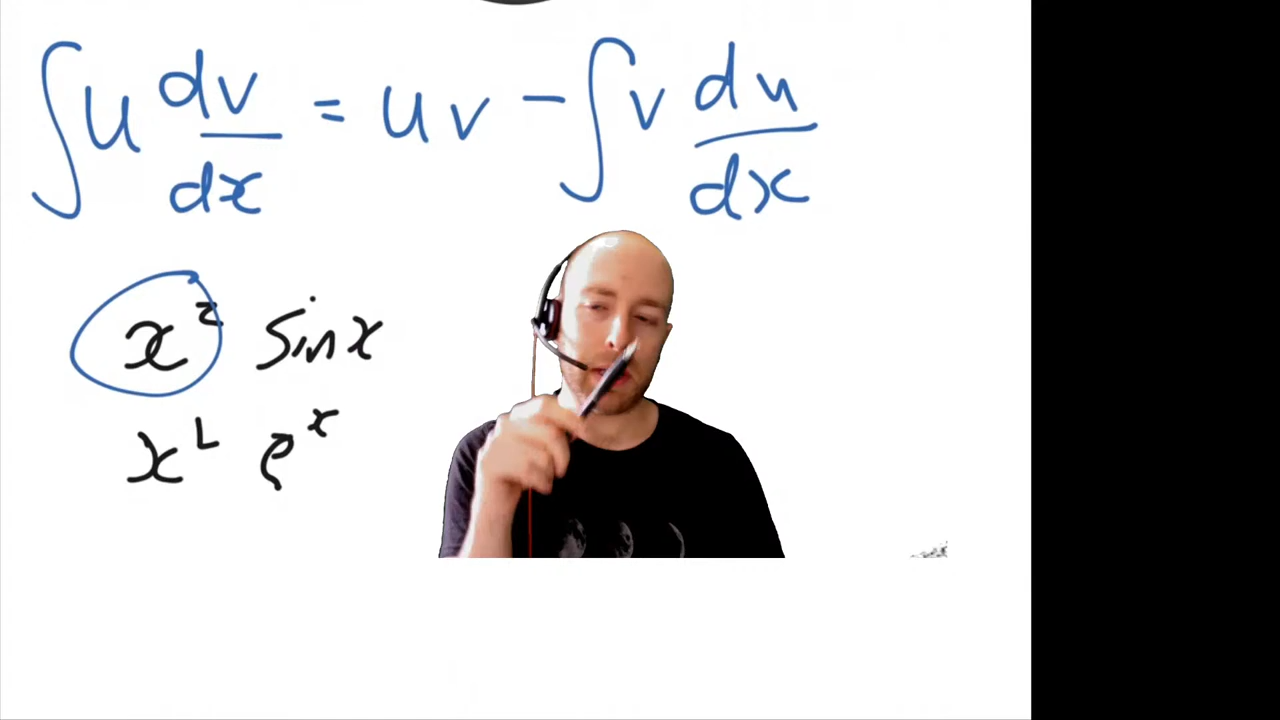 ∫ u dv/dx = uv - ∫ v du/dx
x² sin x
x² eˣ